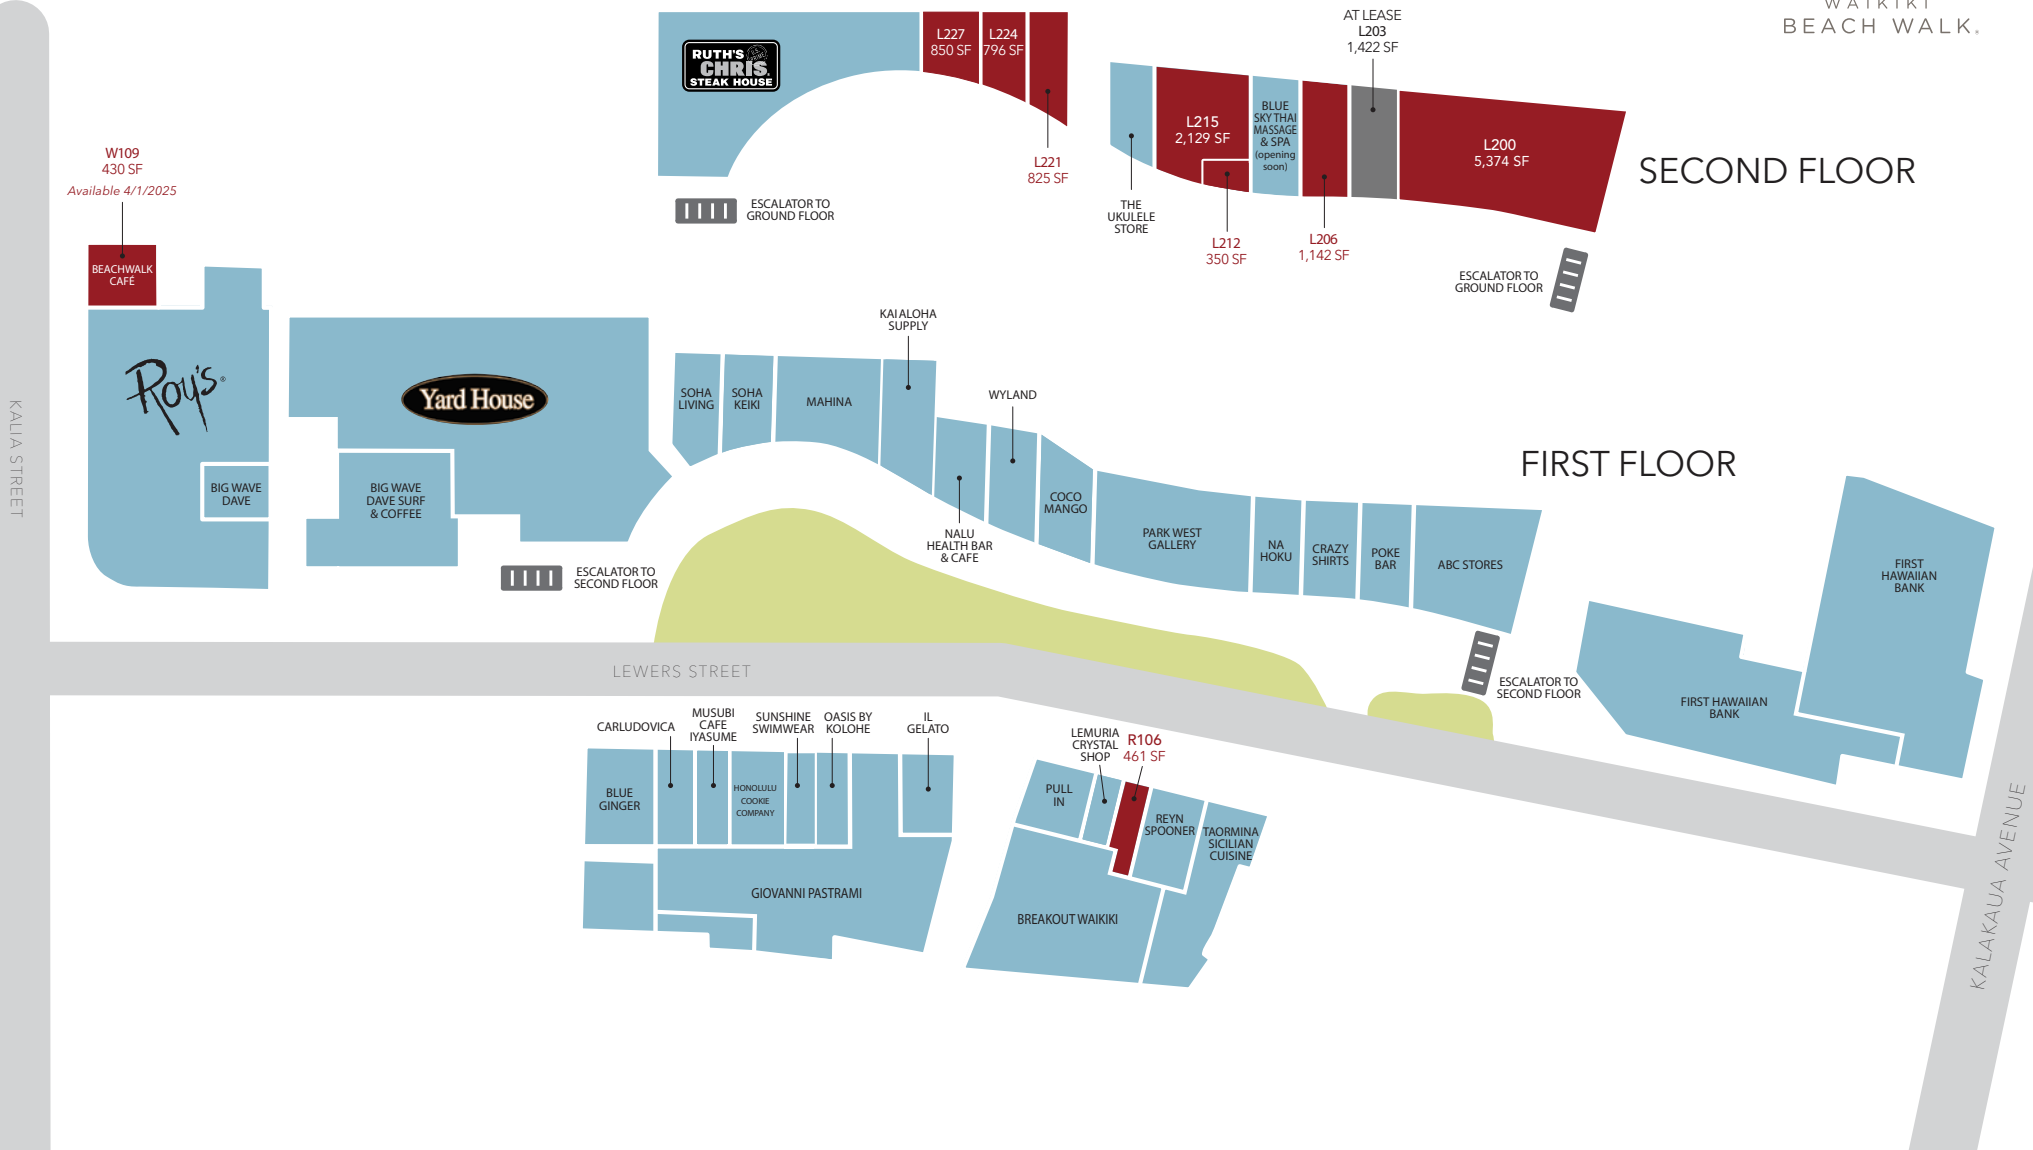 WAIKIKI
BEACH WALK®
RUTH'S
CHRIS
STEAK HOUSE
L227
850 SF
L224
796 SF
L221
825 SF
ESCALATOR TO
GROUND FLOOR
THE
UKULELE
STORE
L215
2,129 SF
L212
350 SF
BLUE
SKY THAI
MASSAGE
& SPA
(opening
soon)
L206
1,142 SF
AT LEASE
L203
1,422 SF
L200
5,374 SF
SECOND FLOOR
ESCALATOR TO
GROUND FLOOR
W109
430 SF
Available 4/1/2025
BEACHWALK
CAFÉ
Roy's®
BIG WAVE
DAVE
Yard House
BIG WAVE
DAVE SURF
& COFFEE
ESCALATOR TO
SECOND FLOOR
SOHA
LIVING
SOHA
KEIKI
MAHINA
KAI ALOHA
SUPPLY
NALU
HEALTH BAR
& CAFE
WYLAND
COCO
MANGO
PARK WEST
GALLERY
NA
HOKU
CRAZY
SHIRTS
POKE
BAR
ABC STORES
FIRST FLOOR
ESCALATOR TO
SECOND FLOOR
FIRST HAWAIIAN
BANK
FIRST
HAWAIIAN
BANK
KALIA STREET
LEWERS STREET
KALAKAUA AVENUE
CARLUDOVICA
MUSUBI
CAFE
IYASUME
SUNSHINE
SWIMWEAR
OASIS BY
KOLOHE
IL
GELATO
BLUE
GINGER
HONOLULU
COOKIE
COMPANY
GIOVANNI PASTRAMI
LEMURIA
CRYSTAL
SHOP
R106
461 SF
PULL
IN
REYN
SPOONER
TAORMINA
SICILIAN
CUISINE
BREAKOUT WAIKIKI